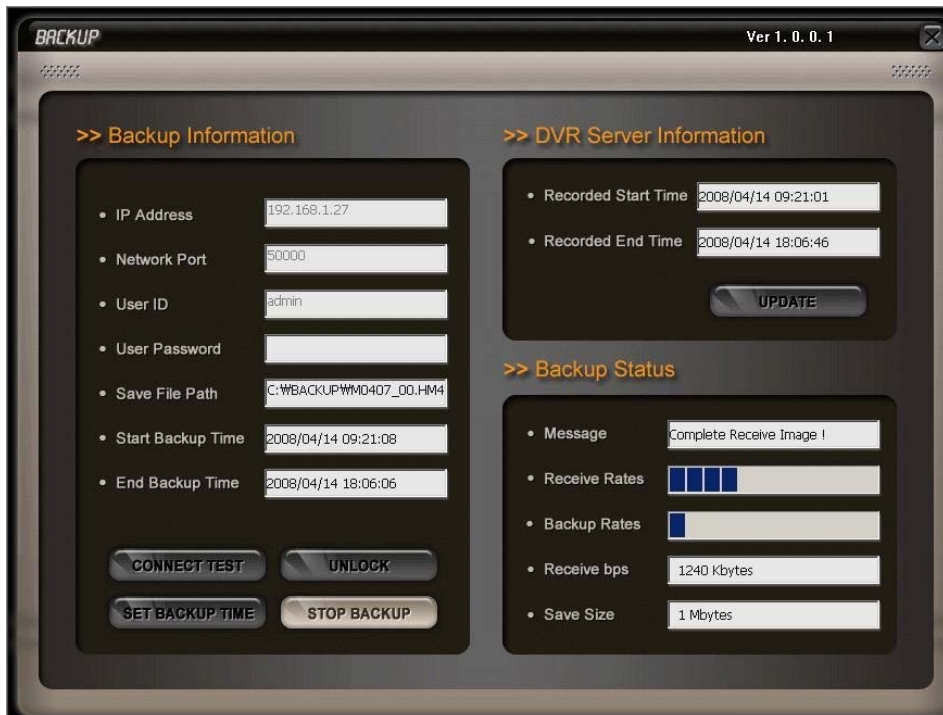 BACKUP
Ver 1. 0. 0. 1
>> Backup Information
IP Address 192.168.1.27
Network Port 50000
User ID admin
User Password
Save File Path C:₩BACKUP₩M0407_00.HM4
Start Backup Time 2008/04/14 09:21:08
End Backup Time 2008/04/14 18:06:06
CONNECT TEST UNLOCK
SET BACKUP TIME STOP BACKUP
>> DVR Server Information
Recorded Start Time 2008/04/14 09:21:01
Recorded End Time 2008/04/14 18:06:46
UPDATE
>> Backup Status
Message Complete Receive Image !
Receive Rates
Backup Rates
Receive bps 1240 Kbytes
Save Size 1 Mbytes